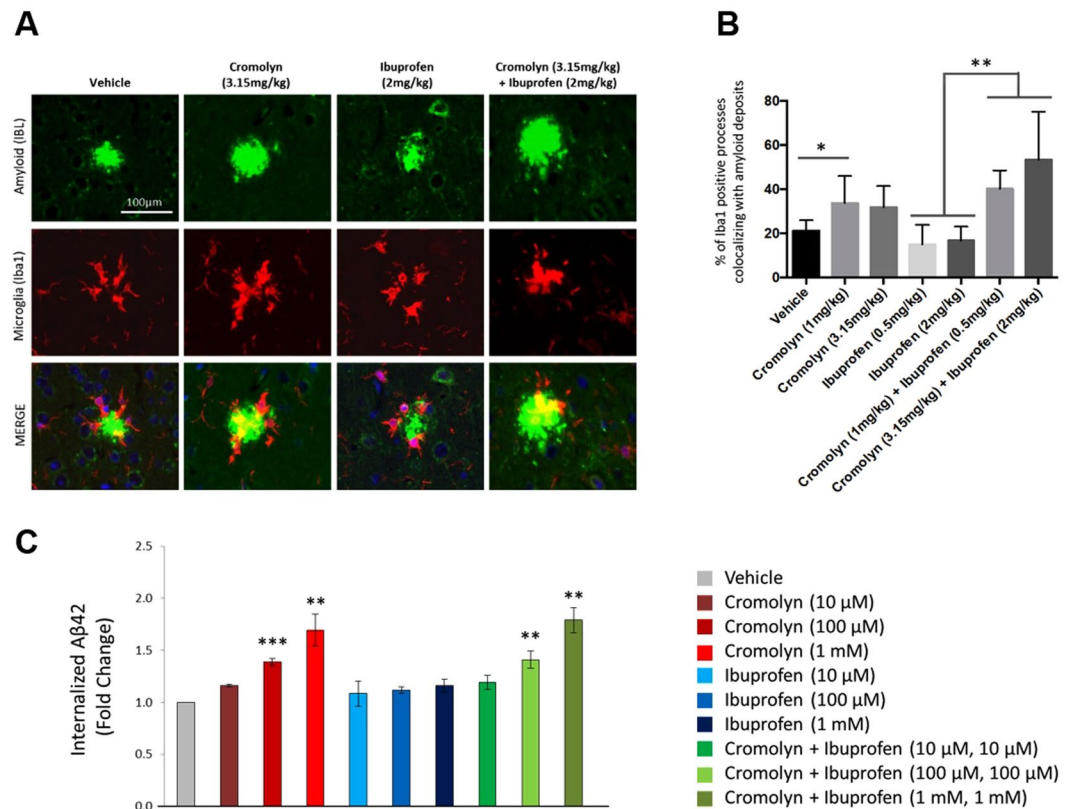 A
Vehicle
Cromolyn
(3.15mg/kg)
Ibuprofen
(2mg/kg)
Cromolyn (3.15mg/kg)
+ Ibuprofen (2mg/kg)
Amyloid (IBL)
100µm
Microglia (Iba1)
MERGE
B
% of Iba1 positive processes
colocalizing with amyloid deposits
80
60
40
20
0
*
**
Vehicle
Cromolyn (1mg/kg)
Cromolyn (3.15mg/kg)
Ibuprofen (0.5mg/kg)
Ibuprofen (2mg/kg)
Cromolyn (1mg/kg) + Ibuprofen (0.5mg/kg)
Cromolyn (3.15mg/kg) + Ibuprofen (2mg/kg)
C
Internalized Aβ42
(Fold Change)
2.5
2.0
1.5
1.0
0.5
0.0
***
**
**
**
Vehicle
Cromolyn (10 µM)
Cromolyn (100 µM)
Cromolyn (1 mM)
Ibuprofen (10 µM)
Ibuprofen (100 µM)
Ibuprofen (1 mM)
Cromolyn + Ibuprofen (10 µM, 10 µM)
Cromolyn + Ibuprofen (100 µM, 100 µM)
Cromolyn + Ibuprofen (1 mM, 1 mM)